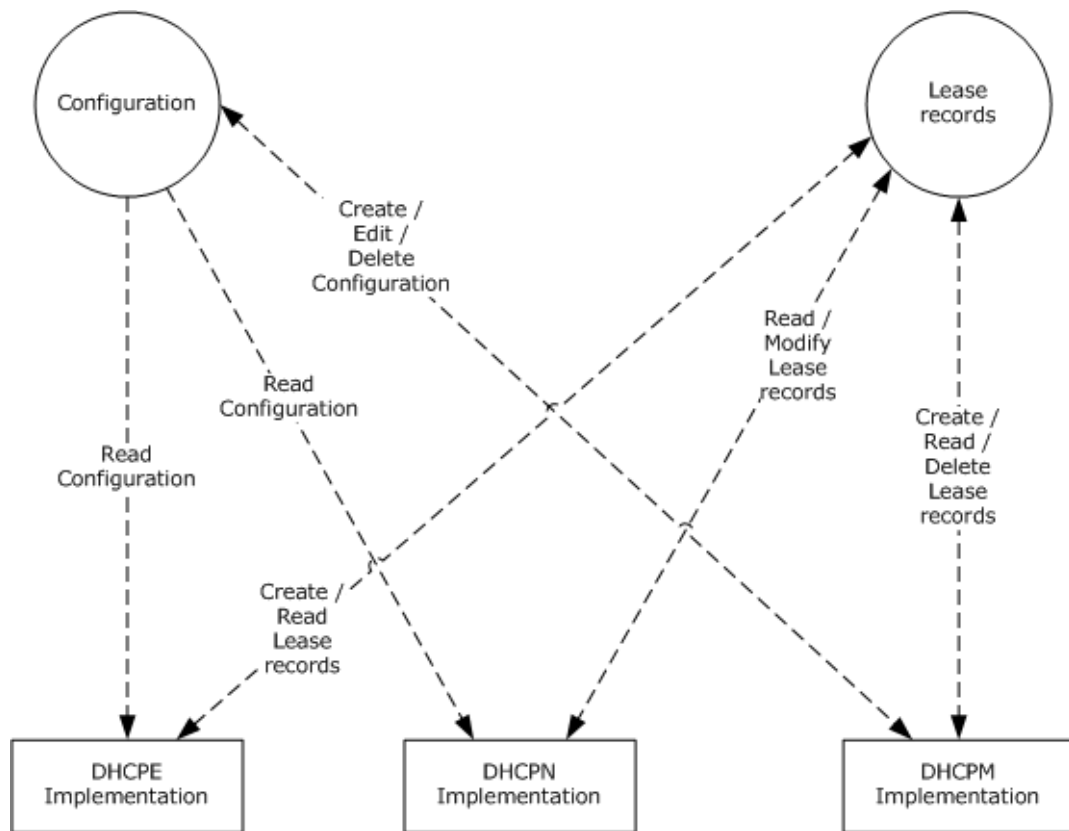 Configuration
Lease
records
Create /
Edit /
Delete
Configuration
Read /
Modify
Lease
records
Read
Configuration
Create /
Read /
Delete
Lease
records
Read
Configuration
Create /
Read
Lease
records
DHCPE
Implementation
DHCPN
Implementation
DHCPM
Implementation